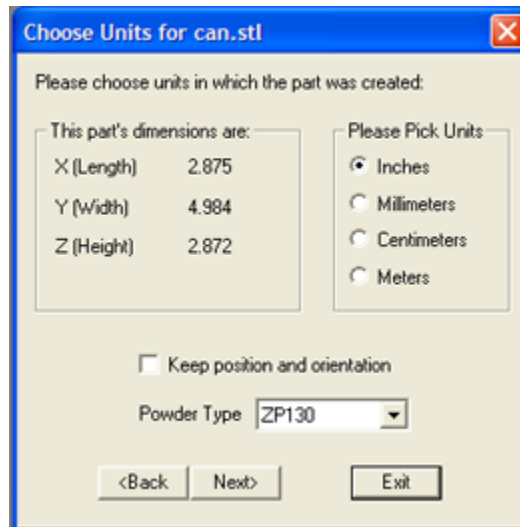 Choose Units for can.stl
Please choose units in which the part was created:
This part's dimensions are:
X (Length) 2.875
Y (Width) 4.984
Z (Height) 2.872
Please Pick Units
Inches
Millimeters
Centimeters
Meters
Keep position and orientation
Powder Type ZP130
<Back Next> Exit